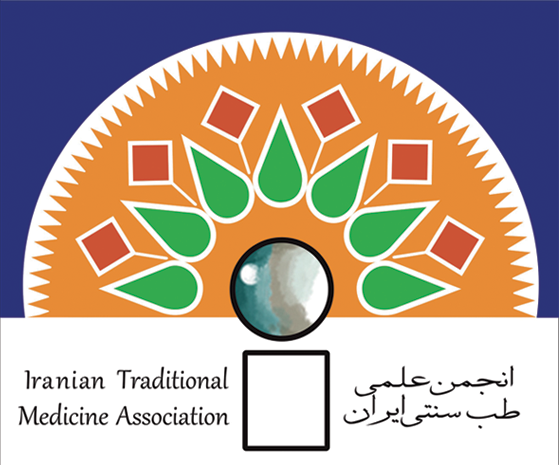 Iranian Traditional
Medicine Association
انجمن علمی
طب سنتی ایران